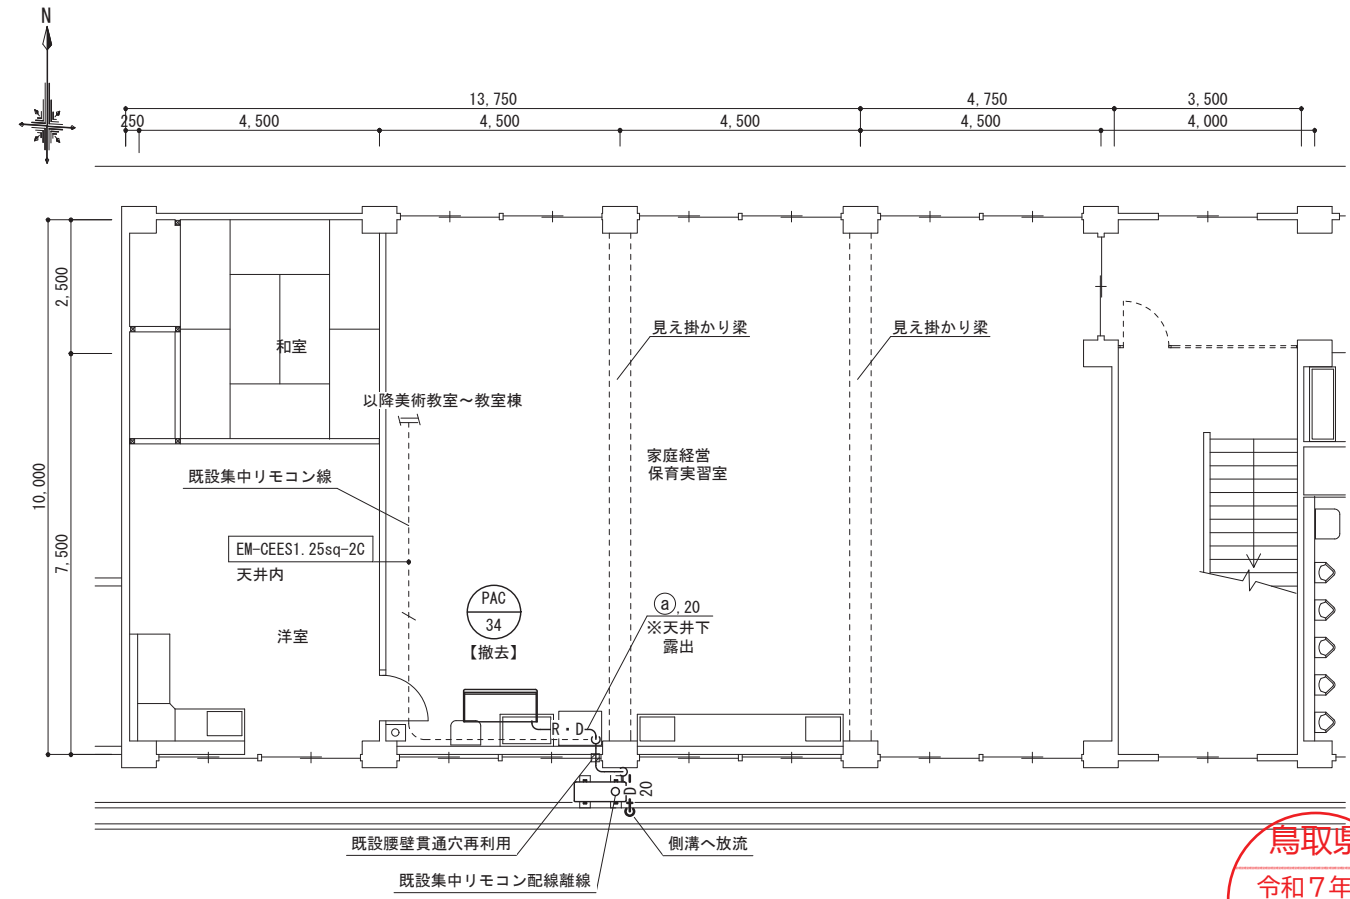 N
13,750
4,750
3,500
250
4,500
4,500
4,500
4,500
4,000
2,500
10,000
7,500
和室
見え掛かり梁
見え掛かり梁
以降美術教室～教室棟
家庭経営
保育実習室
既設集中リモコン線
EM-CEES1.25sq-2C
天井内
洋室
PAC
34
【撤去】
ⓐ,20
※天井下
露出
R・D
D
20
既設腰壁貫通穴再利用
側溝へ放流
既設集中リモコン配線離線
鳥取県
令和7年